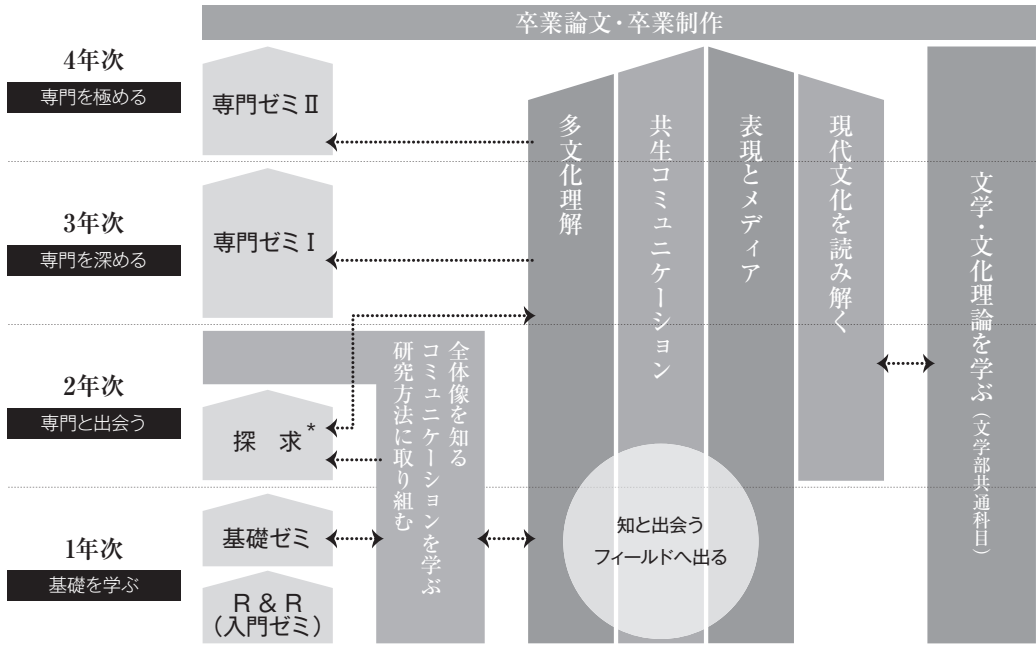 卒業論文・卒業制作
4年次
専門を極める
専門ゼミⅡ
3年次
専門を深める
専門ゼミⅠ
2年次
専門と出会う
探 求*
1年次
基礎を学ぶ
基礎ゼミ
R & R
(入門ゼミ)
全体像を知る
コミュニケーションを学ぶ
研究方法に取り組む
多文化理解
共生コミュニケーション
表現とメディア
現代文化を読み解く
知と出会う
フィールドへ出る
文学・文化理論を学ぶ(文学部共通科目)